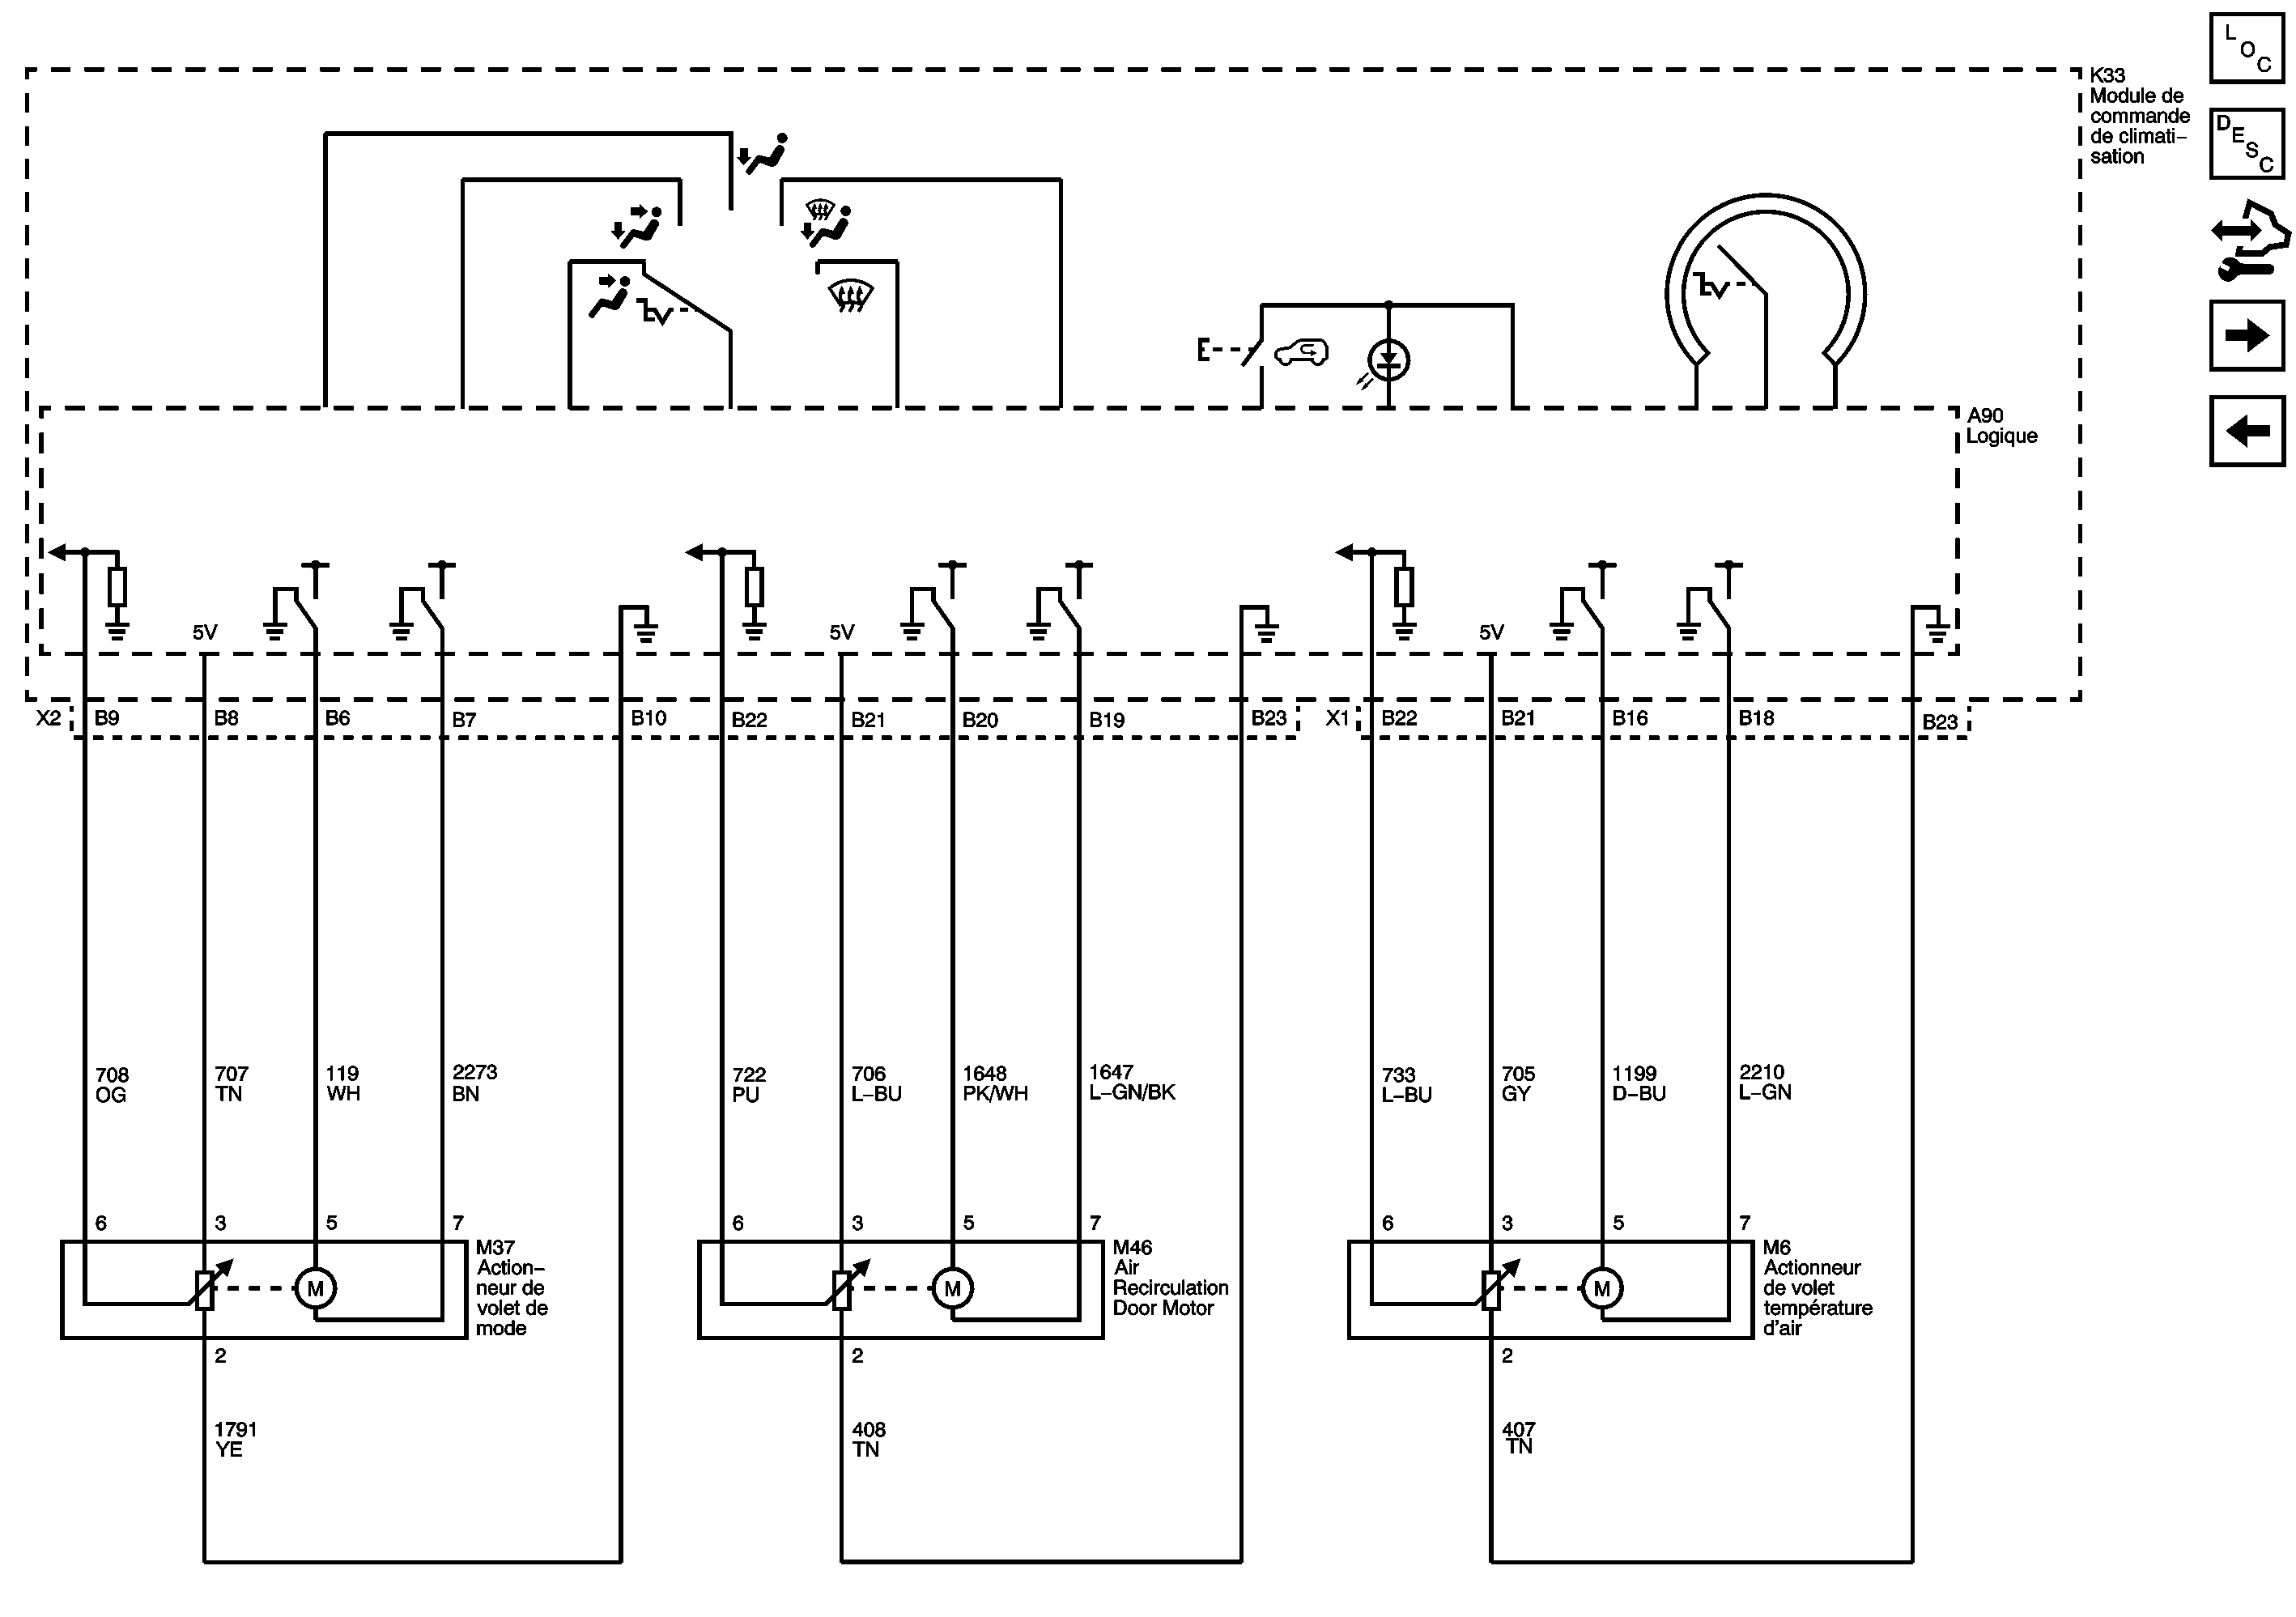 L
O
C
K33
Module de
commande
de climati–
sation
D
E
S
C
A90
Logique
5V
5V
5V
X2
B9
B8
B6
B7
B10
B22
B21
B20
B19
B23
X1
B22
B21
B16
B18
B23
708
OG
707
TN
119
WH
2273
BN
722
PU
706
L–BU
1648
PK/WH
1647
L–GN/BK
733
L–BU
705
GY
1199
D–BU
2210
L–GN
6
3
5
7
6
3
5
7
6
3
5
7
M
M37
Action–
neur de
volet de
mode
M
M46
Air
Recirculation
Door Motor
M
M6
Actionneur
de volet
température
d'air
2
2
2
1791
YE
408
TN
407
TN